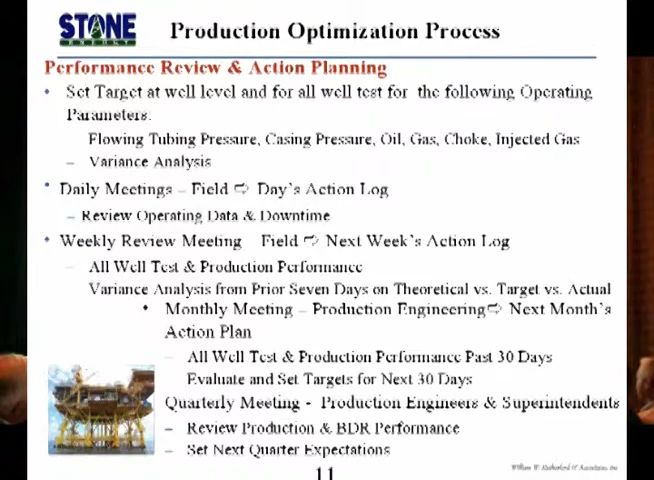 STONE
ENERGY
Production Optimization Process
Performance Review & Action Planning
• Set Target at well level and for all well test for the following Operating
Parameters:
Flowing Tubing Pressure, Casing Pressure, Oil, Gas, Choke, Injected Gas
– Variance Analysis
• Daily Meetings – Field ⇨ Day's Action Log
– Review Operating Data & Downtime
• Weekly Review Meeting Field ⇨ Next Week's Action Log
– All Well Test & Production Performance
Variance Analysis from Prior Seven Days on Theoretical vs. Target vs. Actual
• Monthly Meeting – Production Engineering⇨ Next Month's
Action Plan
– All Well Test & Production Performance Past 30 Days
Evaluate and Set Targets for Next 30 Days
Quarterly Meeting - Production Engineers & Superintendents
– Review Production & BDR Performance
– Set Next Quarter Expectations
11
William W. Rutherford & Associates, Inc.